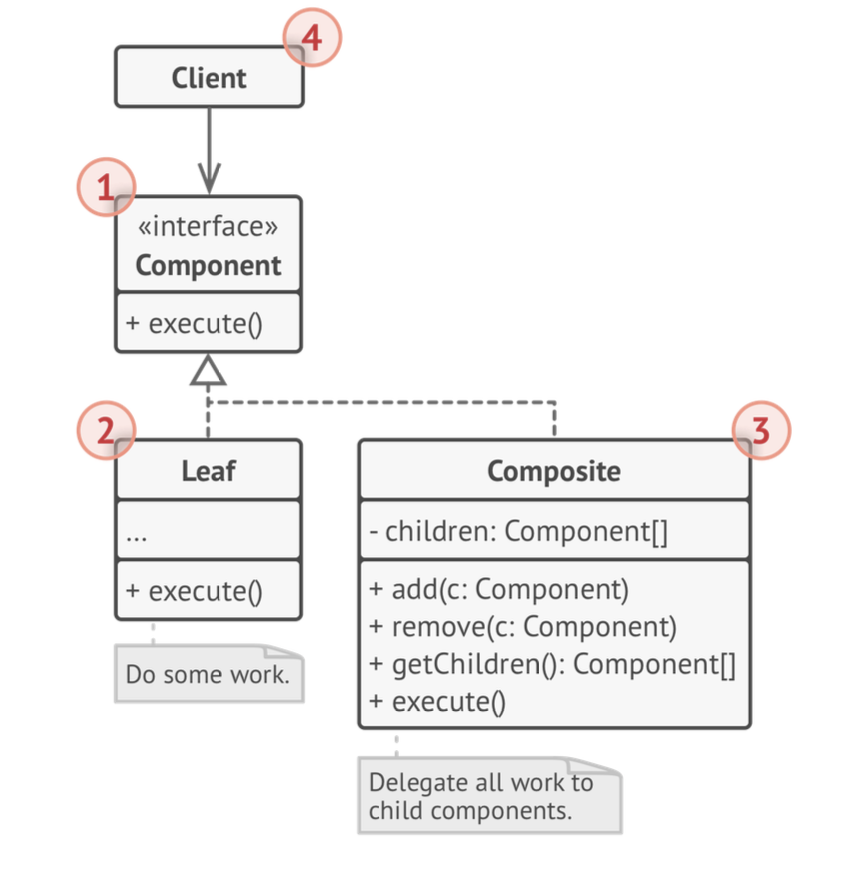 4
Client
1
«interface»
Component
+ execute()
2
Leaf
...
+ execute()
Do some work.
3
Composite
- children: Component[]
+ add(c: Component)
+ remove(c: Component)
+ getChildren(): Component[]
+ execute()
Delegate all work to
child components.